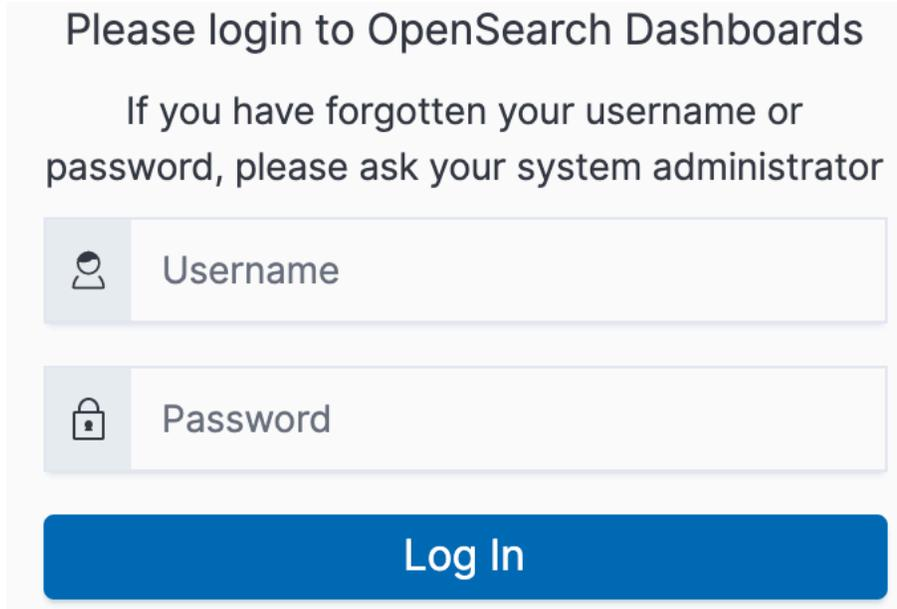 Please login to OpenSearch Dashboards
If you have forgotten your username or
password, please ask your system administrator
Username
Password
Log In